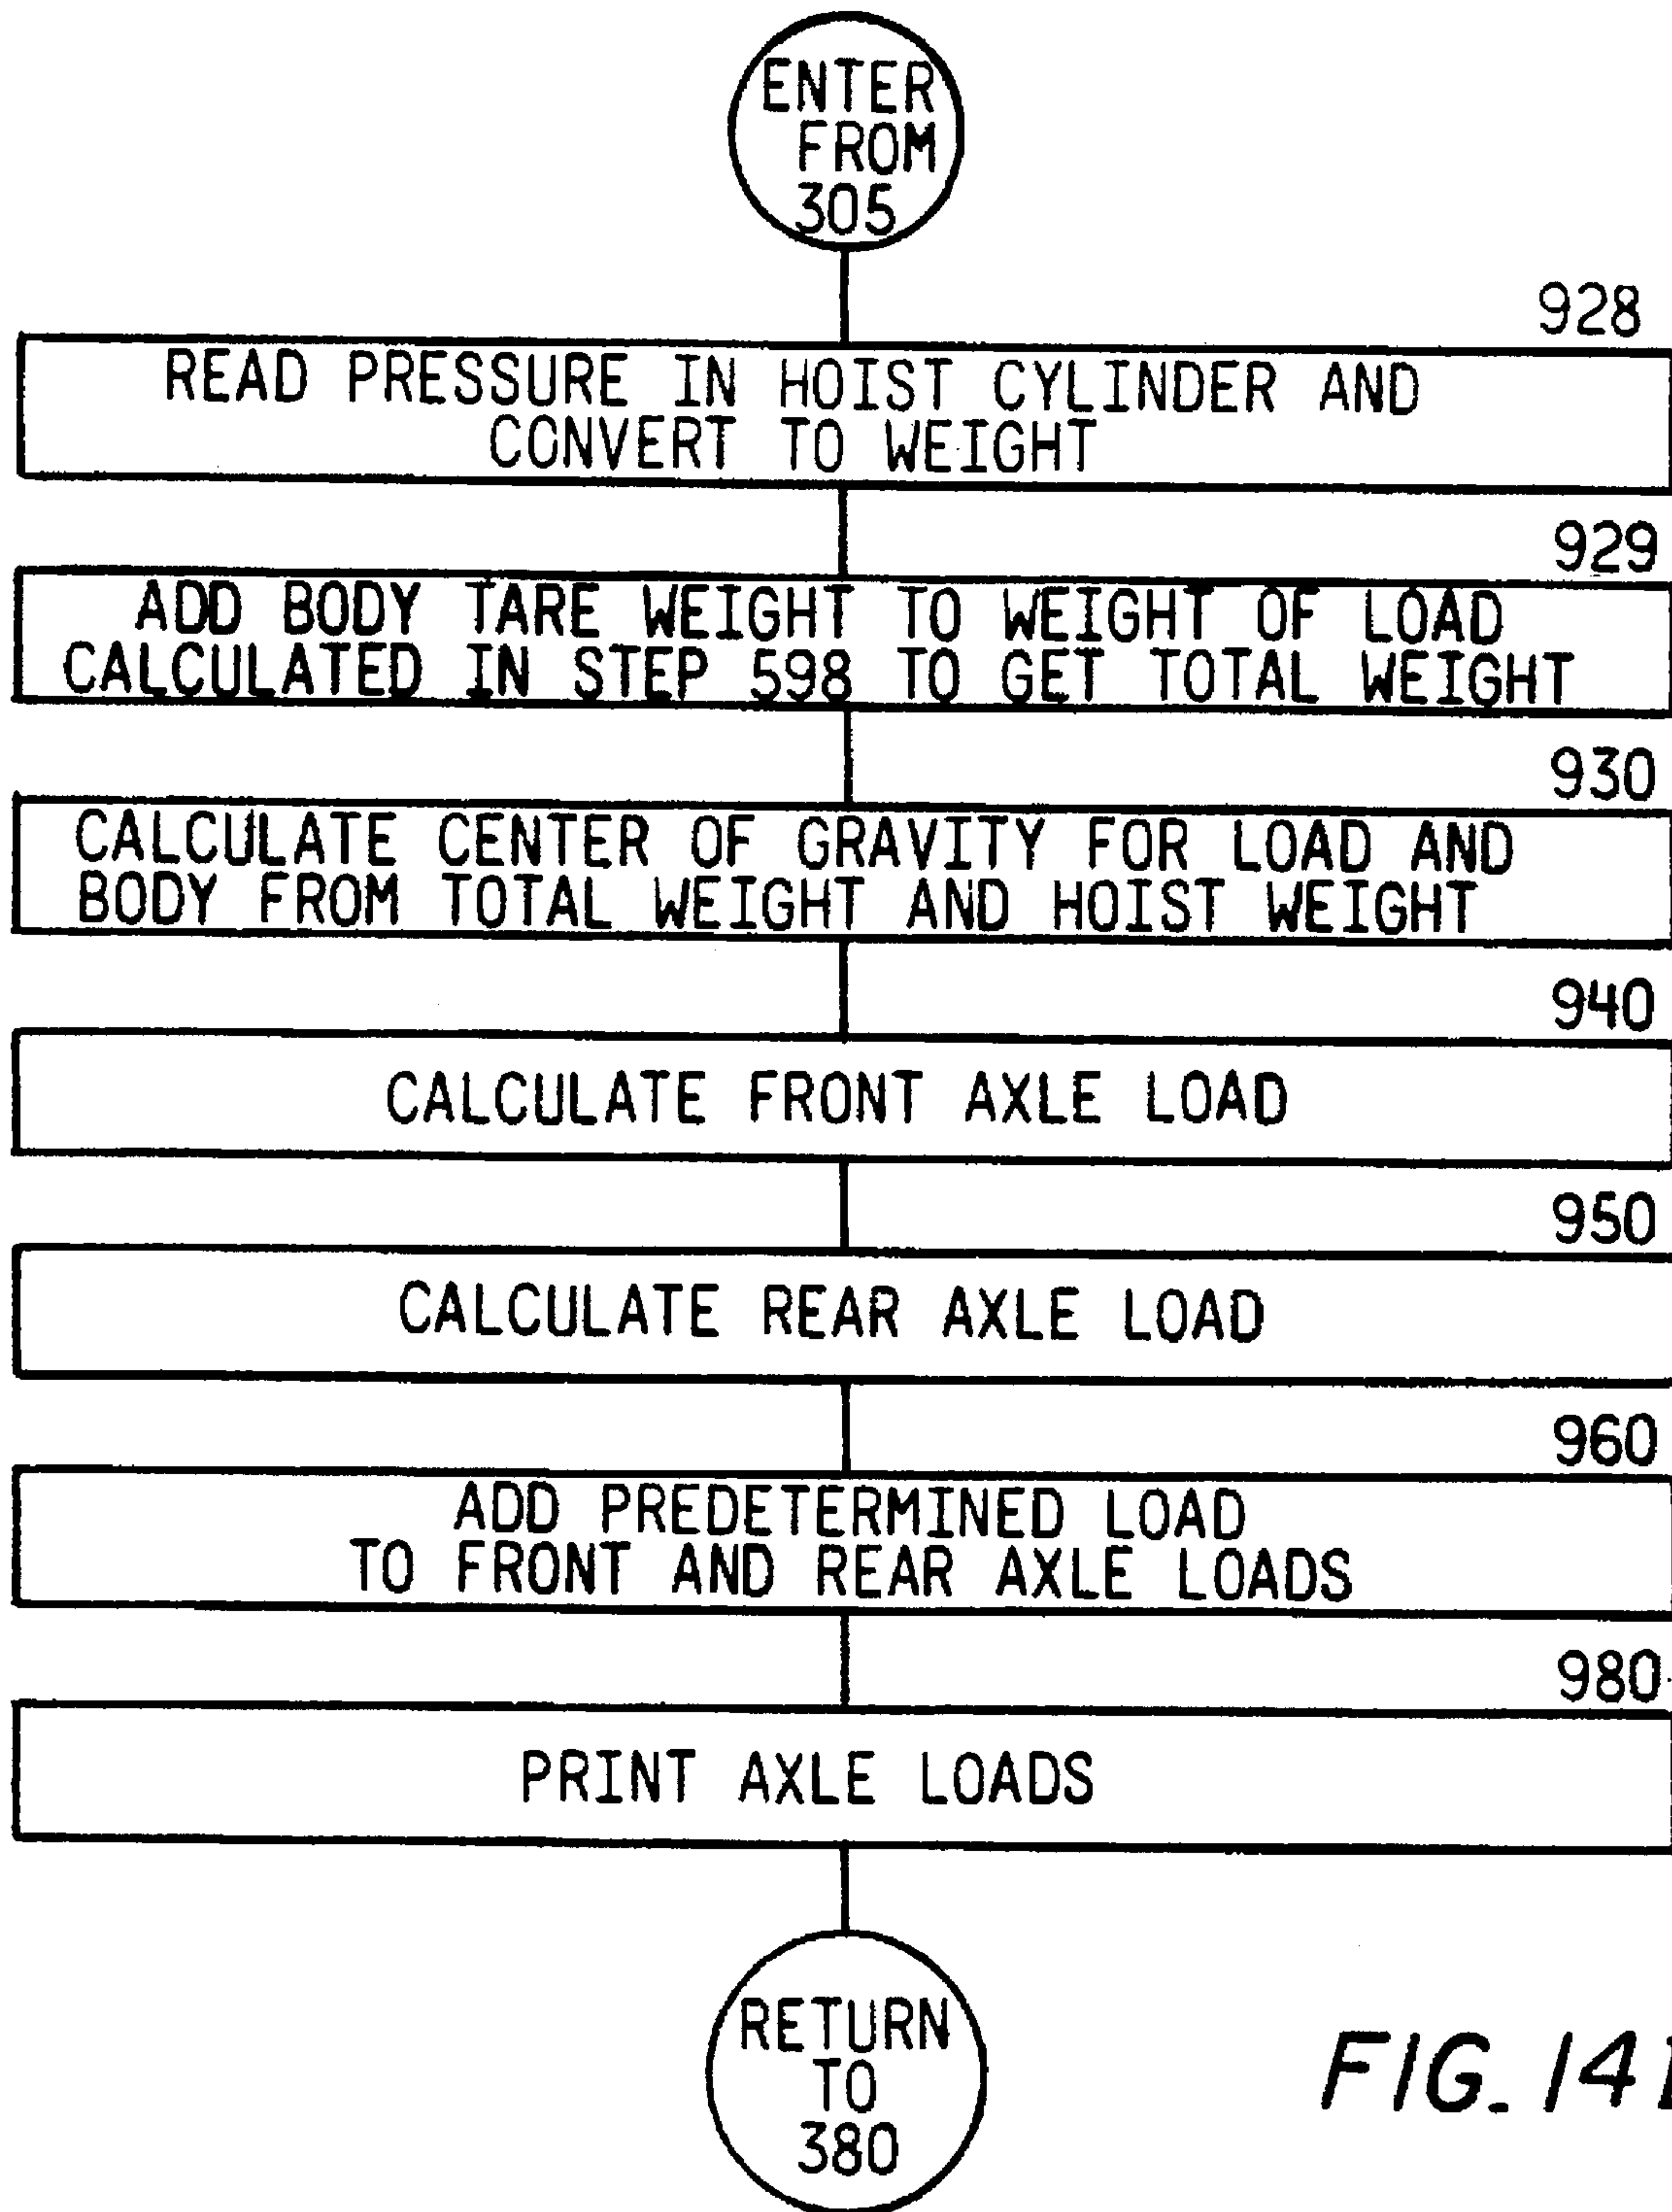 ENTER
FROM
305
928
READ PRESSURE IN HOIST CYLINDER AND
CONVERT TO WEIGHT
929
ADD BODY TARE WEIGHT TO WEIGHT OF LOAD
CALCULATED IN STEP 598 TO GET TOTAL WEIGHT
930
CALCULATE CENTER OF GRAVITY FOR LOAD AND
BODY FROM TOTAL WEIGHT AND HOIST WEIGHT
940
CALCULATE FRONT AXLE LOAD
950
CALCULATE REAR AXLE LOAD
960
ADD PREDETERMINED LOAD
TO FRONT AND REAR AXLE LOADS
980
PRINT AXLE LOADS
RETURN
TO
380
FIG.